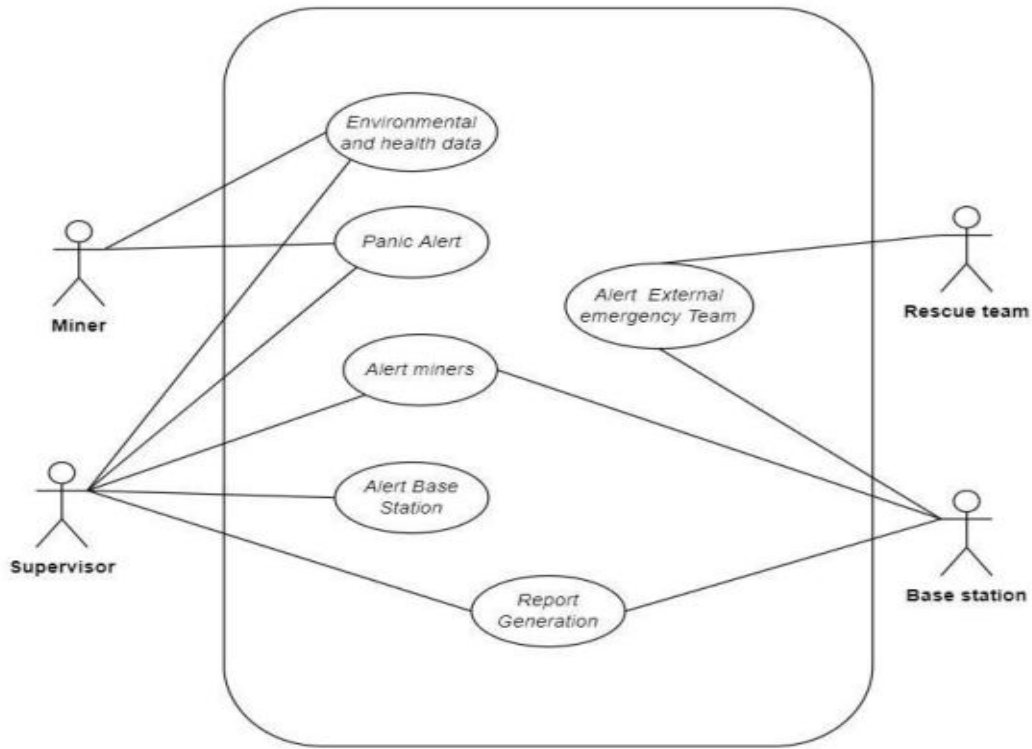 Environmental
and health data
Panic Alert
Miner
Alert External
emergency Team
Rescue team
Alert miners
Alert Base
Station
Supervisor
Base station
Report
Generation